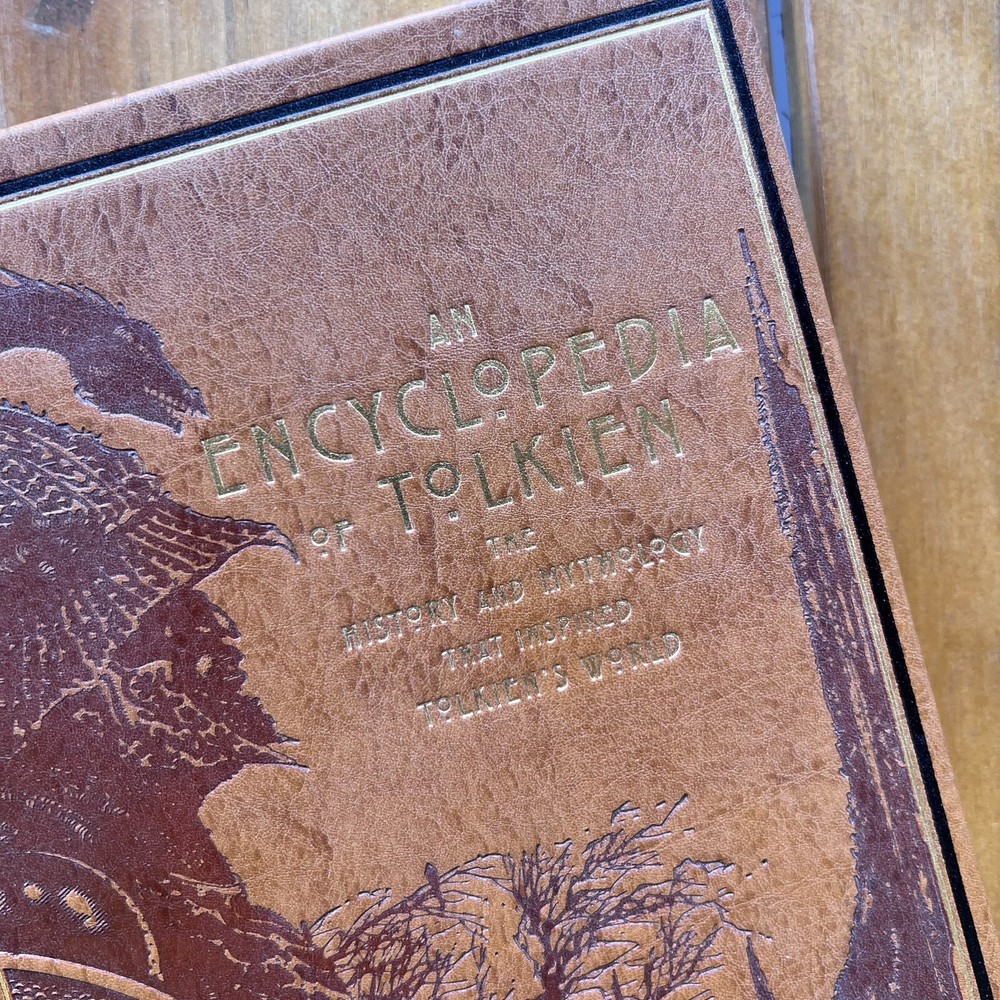 AN
ENCYCLOPEDIA
OF TOLKIEN
THE
HISTORY AND MYTHOLOGY
THAT INSPIRED
TOLKIEN'S WORLD